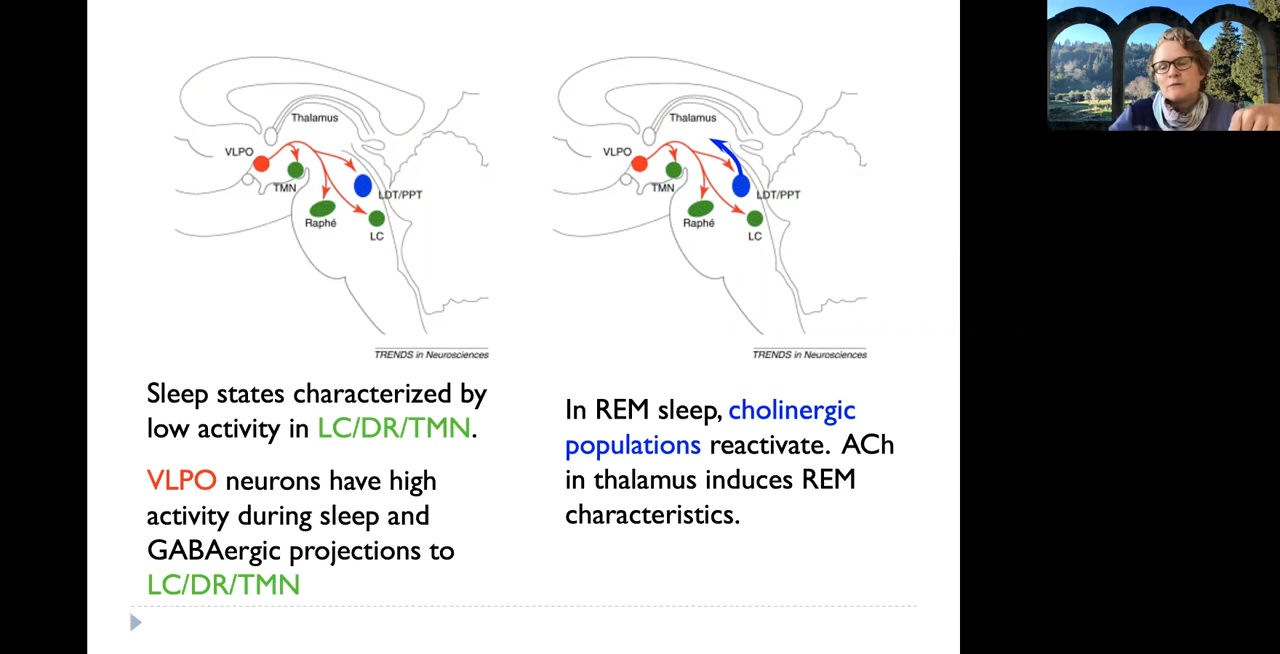 Thalamus
VLPO
TMN
LDT/PPT
Raphé
LC
TRENDS in Neurosciences
Sleep states characterized by
low activity in LC/DR/TMN.
VLPO neurons have high
activity during sleep and
GABAergic projections to
LC/DR/TMN
Thalamus
VLPO
TMN
LDT/PPT
Raphé
LC
TRENDS in Neurosciences
In REM sleep, cholinergic
populations reactivate. ACh
in thalamus induces REM
characteristics.